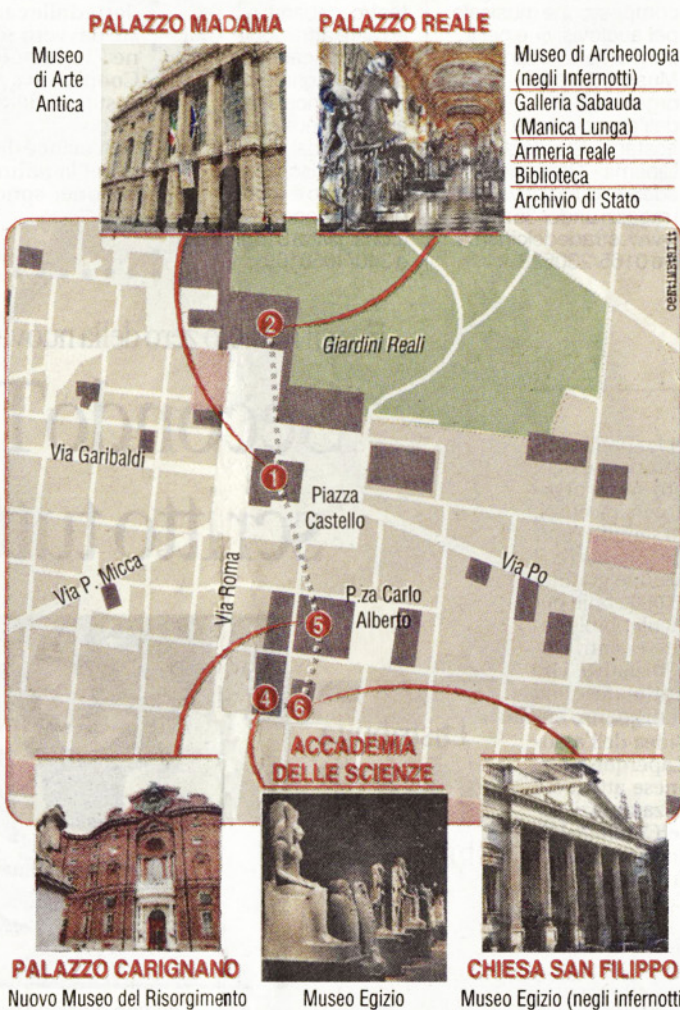 PALAZZO MADAMA
Museo
di Arte
Antica
PALAZZO REALE
Museo di Archeologia
(negli Infernotti)
Galleria Sabauda
(Manica Lunga)
Armeria reale
Biblioteca
Archivio di Stato
centimetri.it
2
Giardini Reali
Via Garibaldi
1
Piazza
Castello
Via P. Micca
Via Roma
Via Po
P.za Carlo
Alberto
5
4
6
ACCADEMIA
DELLE SCIENZE
PALAZZO CARIGNANO
Nuovo Museo del Risorgimento
Museo Egizio
CHIESA SAN FILIPPO
Museo Egizio (negli infernotti